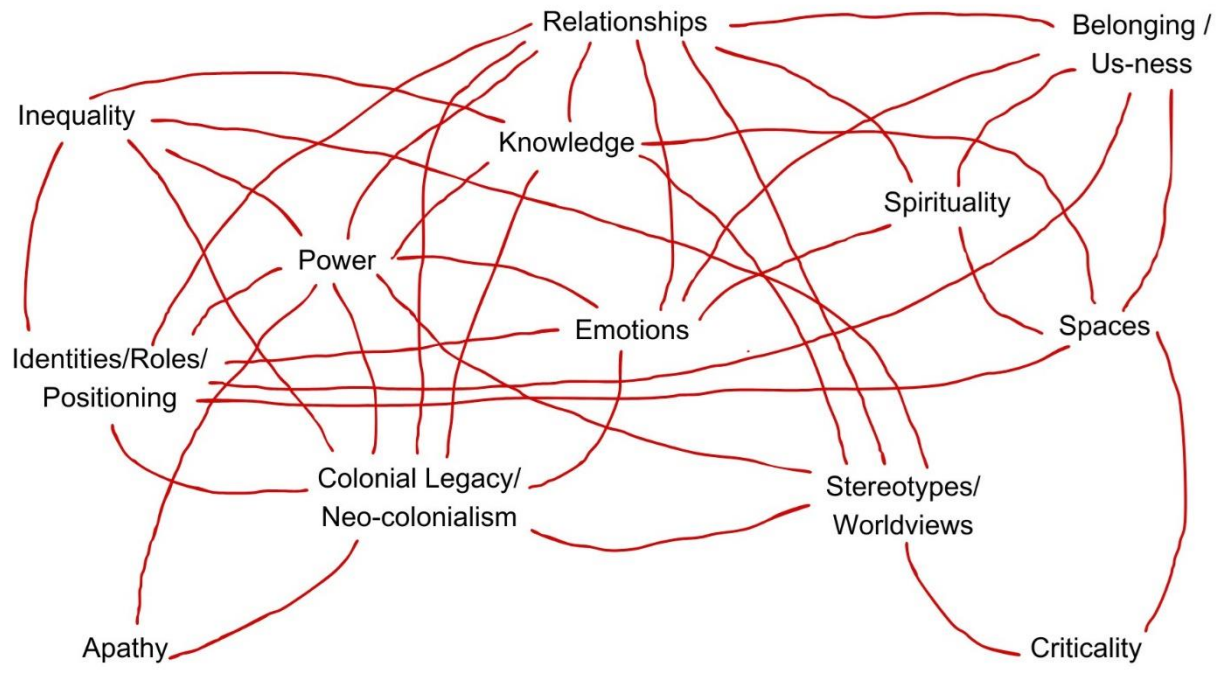 Relationships
Belonging /
Us-ness
Inequality
Knowledge
Spirituality
Power
Emotions
Spaces
Identities/Roles/
Positioning
Colonial Legacy/
Neo-colonialism
Stereotypes/
Worldviews
Apathy
Criticality